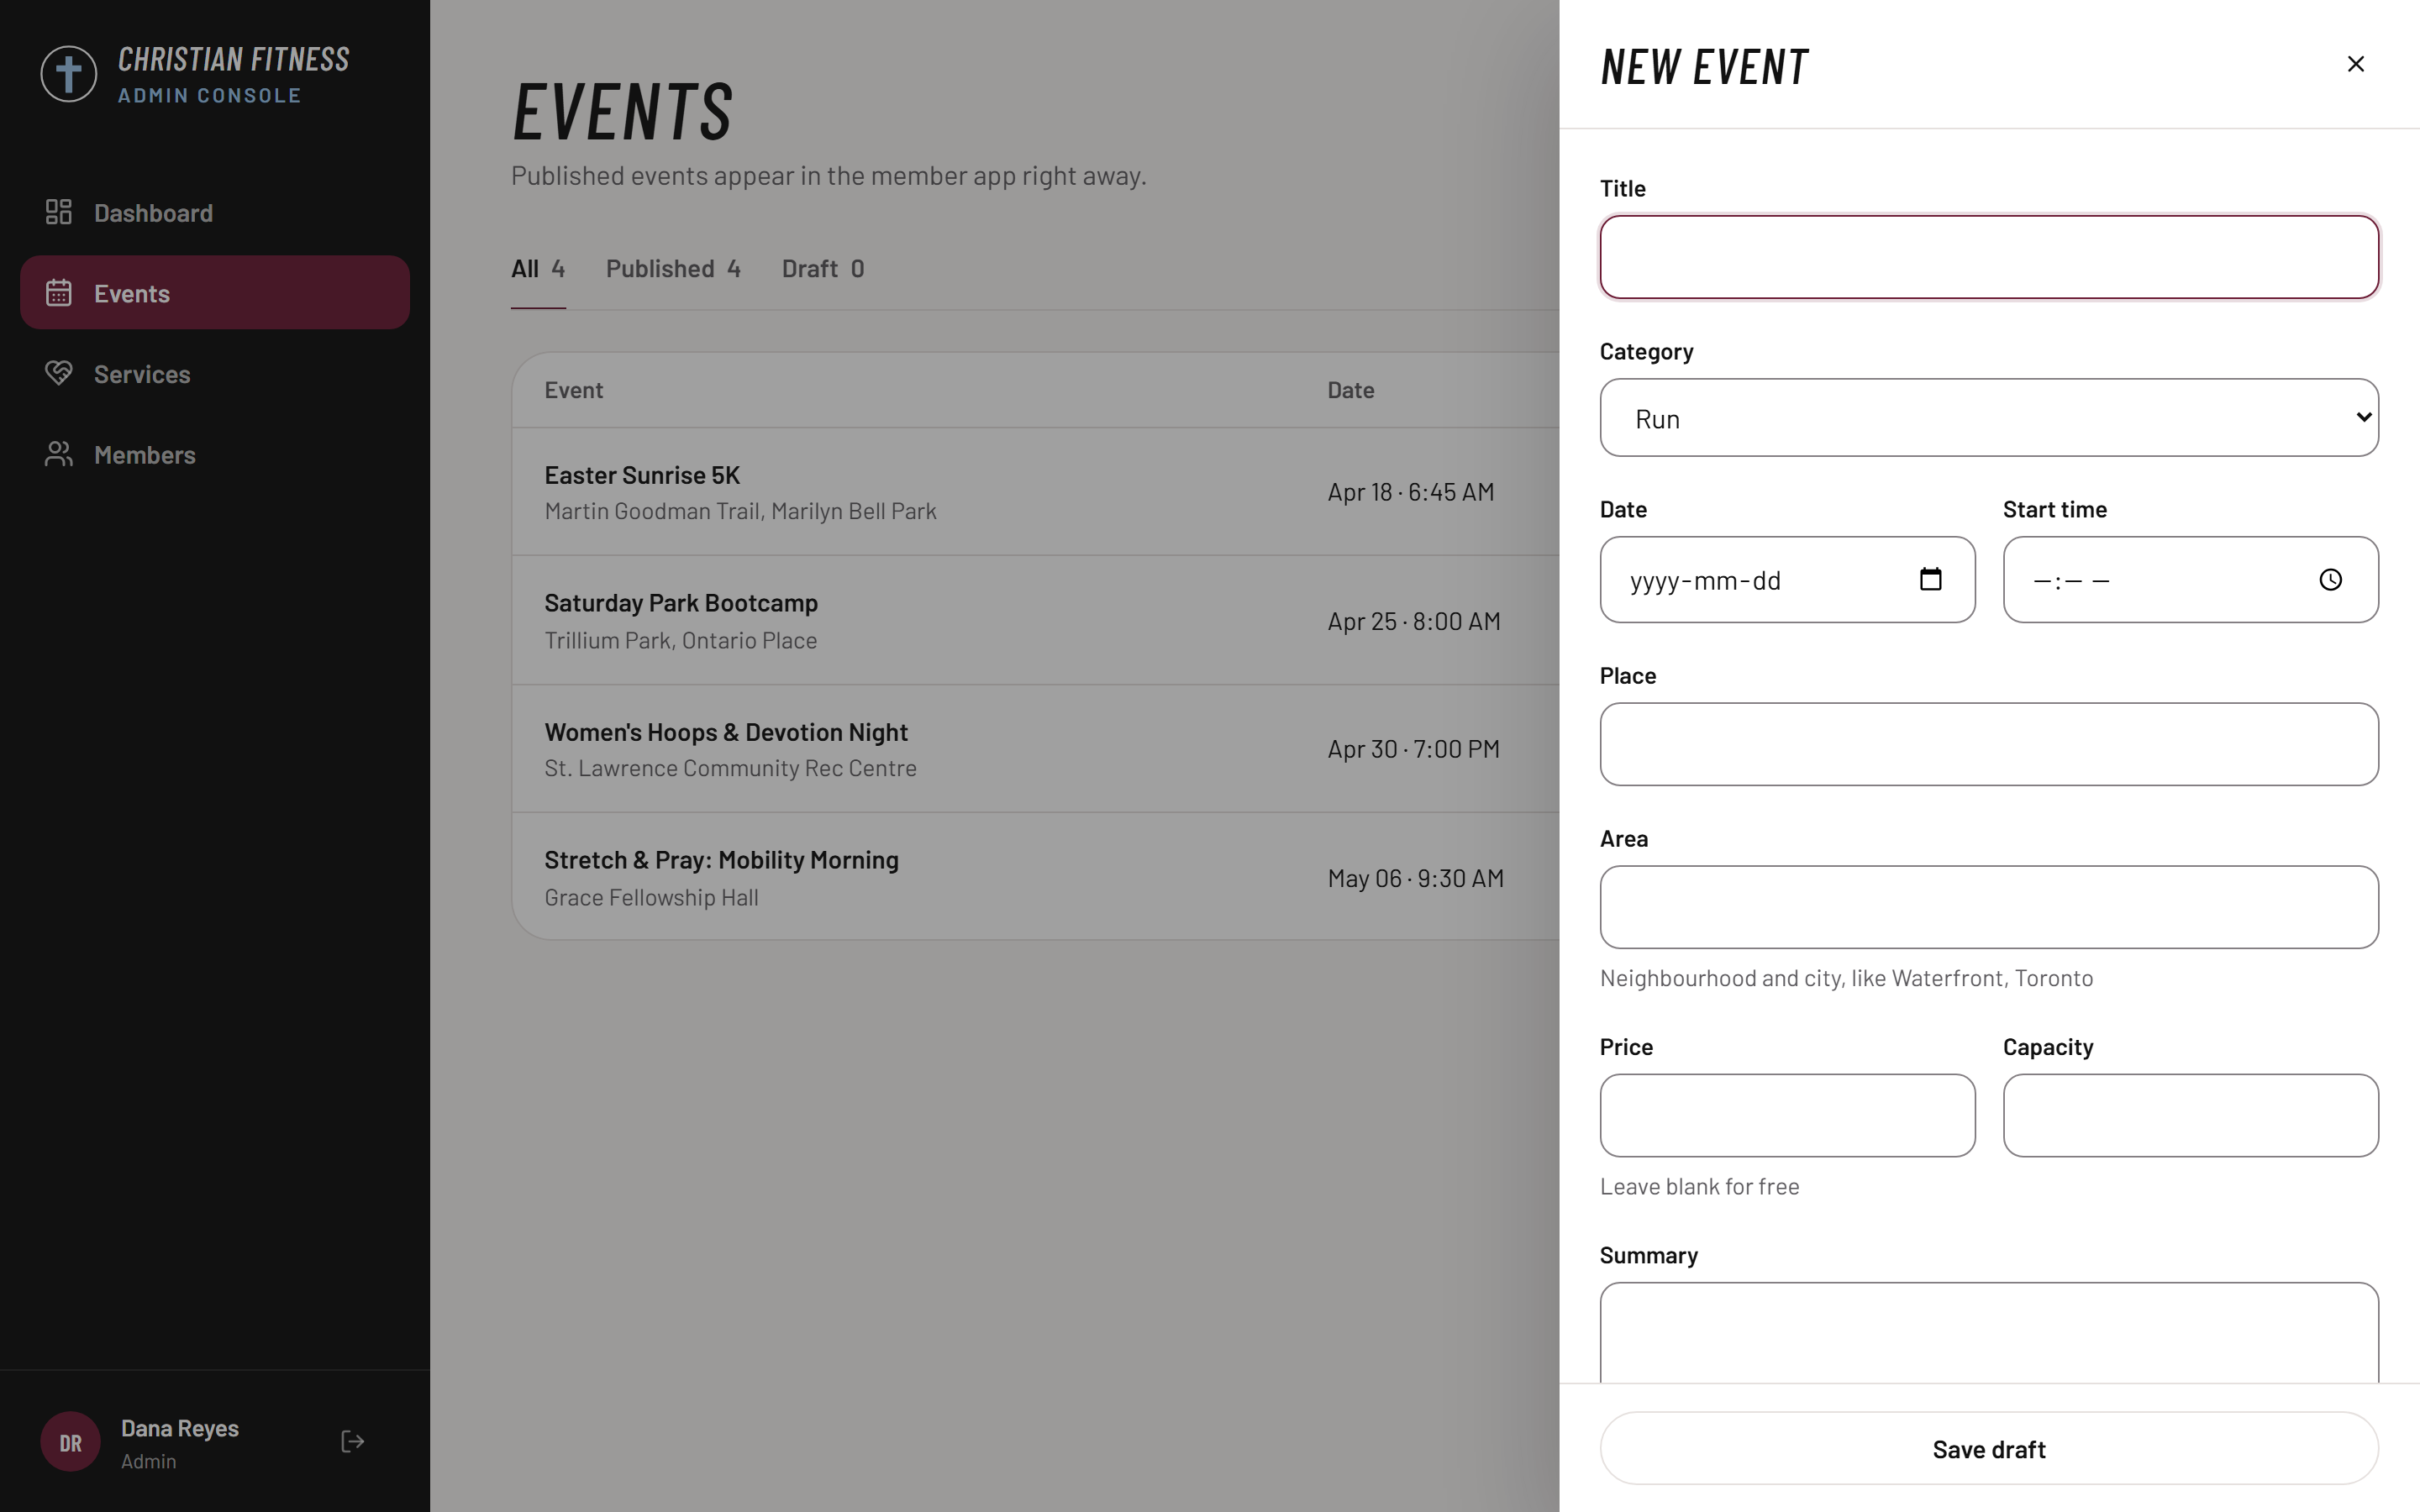 CHRISTIAN FITNESS
ADMIN CONSOLE
Dashboard
Events
Services
Members
DR
Dana Reyes
Admin
EVENTS
Published events appear in the member app right away.
All 4
Published 4
Draft 0
Event
Date
Easter Sunrise 5K
Martin Goodman Trail, Marilyn Bell Park
Apr 18 · 6:45 AM
Saturday Park Bootcamp
Trillium Park, Ontario Place
Apr 25 · 8:00 AM
Women's Hoops & Devotion Night
St. Lawrence Community Rec Centre
Apr 30 · 7:00 PM
Stretch & Pray: Mobility Morning
Grace Fellowship Hall
May 06 · 9:30 AM
NEW EVENT
Title
Category
Run
Date
Start time
yyyy-mm-dd
–:–– ––
Place
Area
Neighbourhood and city, like Waterfront, Toronto
Price
Capacity
Leave blank for free
Summary
Save draft